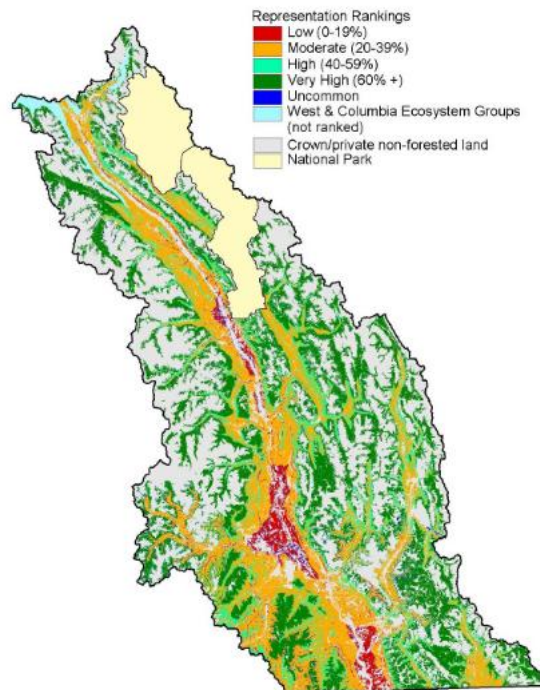 Representation Rankings
Low (0-19%)
Moderate (20-39%)
High (40-59%)
Very High (60% +)
Uncommon
West & Columbia Ecosystem Groups
(not ranked)
Crown/private non-forested land
National Park